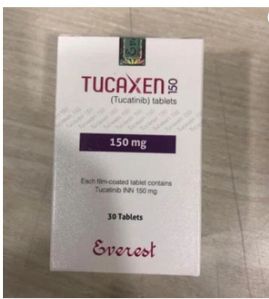 TUCAXEN 150
(Tucatinib) tablets
150 mg
Each film-coated tablet contains
Tucatinib INN 150 mg
30 Tablets
Everest